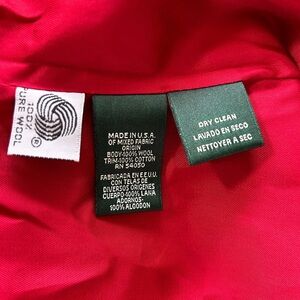 100%
PURE WOOL
®
MADE IN U.S.A.
OF MIXED FABRIC
ORIGIN
BODY-100% WOOL
TRIM-100% COTTON
RN 54050
FABRICADA EN E.E.U.U.
CON TELAS DE
DIVERSOS ORIGENES
CUERPO-100% LANA
ADORNOS-
100% ALGODON
DRY CLEAN
LAVADO EN SECO
NETTOYER A SEC